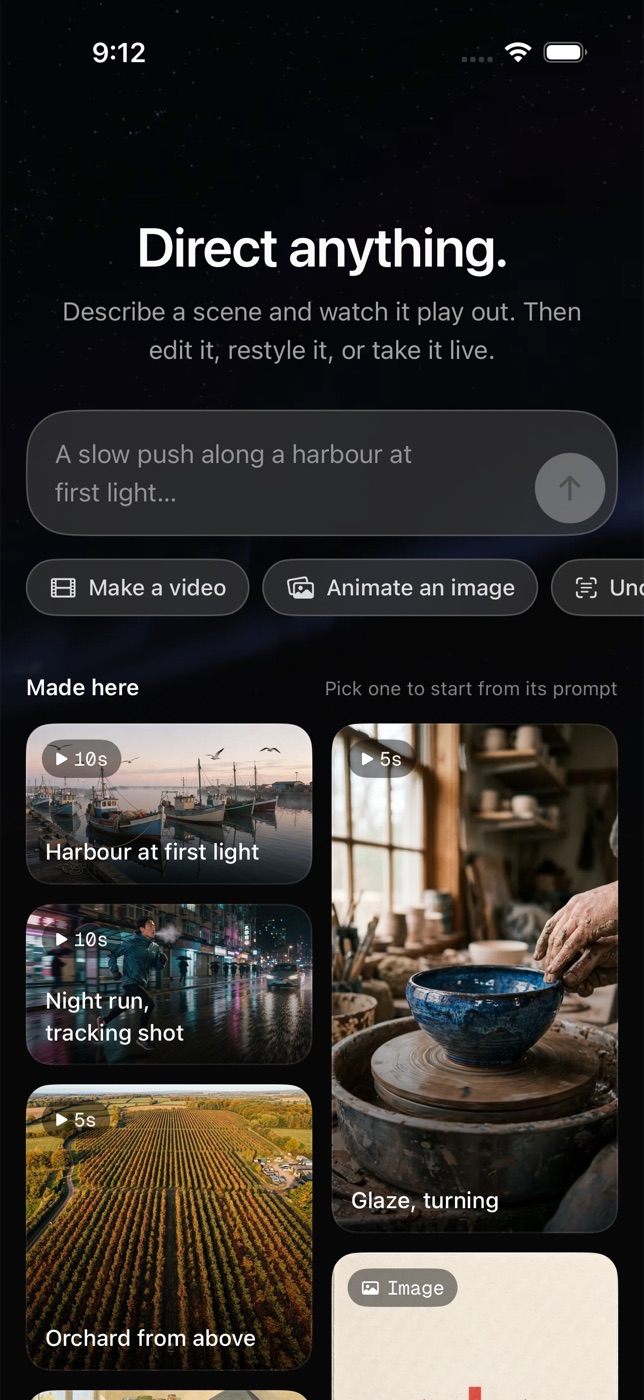 9:12
Direct anything.
Describe a scene and watch it play out. Then
edit it, restyle it, or take it live.
A slow push along a harbour at
first light...
Make a video
Animate an image
Made here
Pick one to start from its prompt
10s
Harbour at first light
10s
Night run,
tracking shot
5s
Orchard from above
5s
Glaze, turning
Image